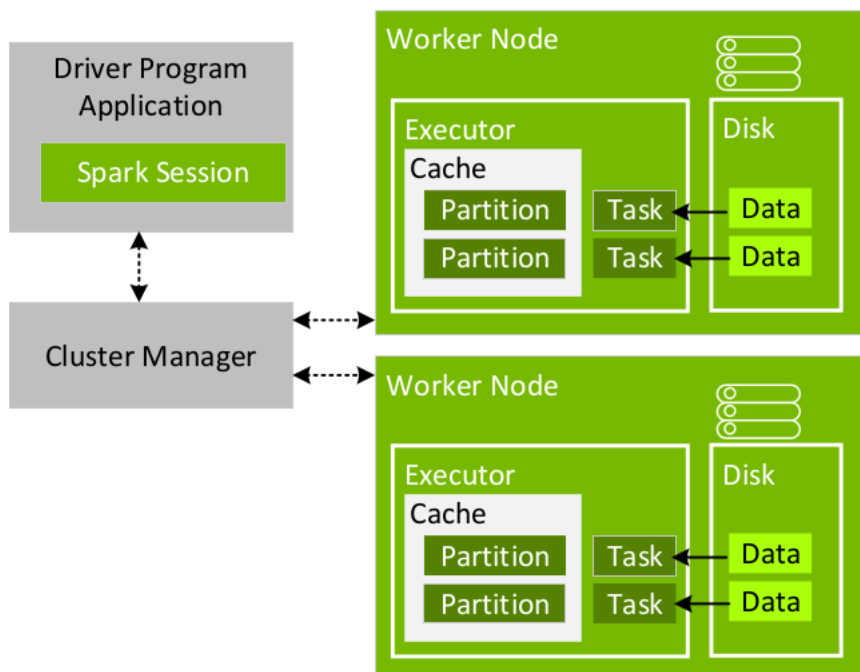 Driver Program
Application
Spark Session
Cluster Manager
Worker Node
Executor
Disk
Cache
Partition
Task
Data
Partition
Task
Data
Worker Node
Executor
Disk
Cache
Partition
Task
Data
Partition
Task
Data